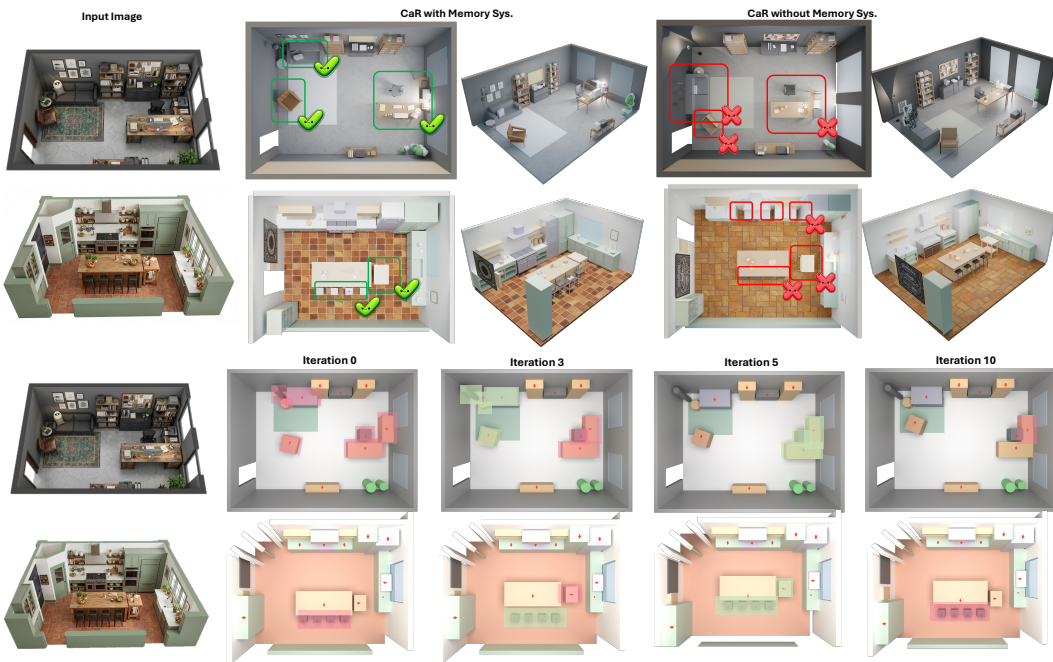 Input Image
CaR with Memory Sys.
CaR without Memory Sys.
Iteration 0
Iteration 3
Iteration 5
Iteration 10